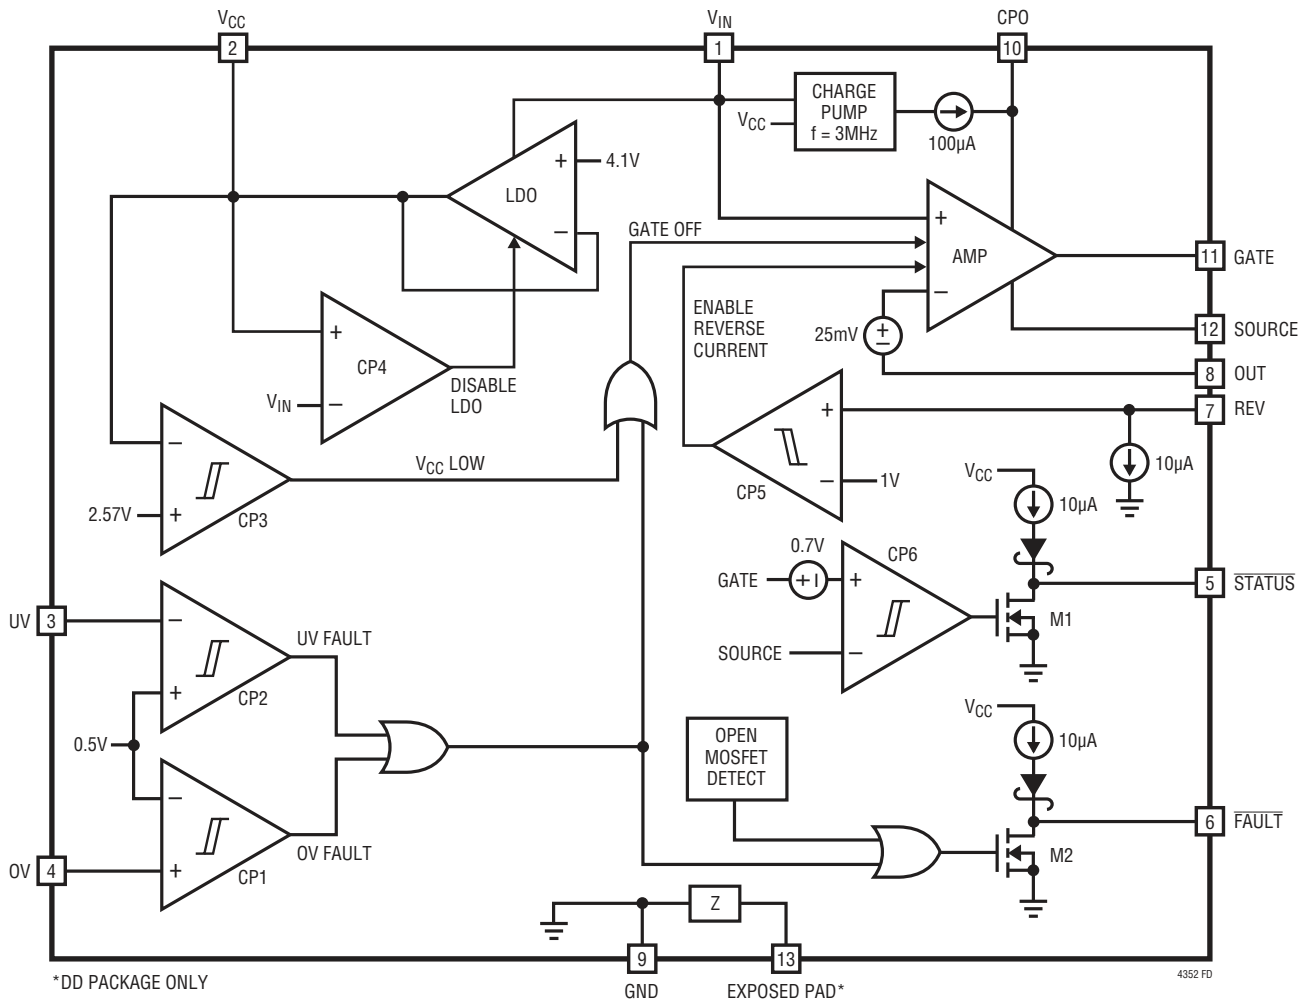 VCC
VIN
CPO
2
1
10
CHARGE
PUMP
f = 3MHz
VCC
100µA
+
4.1V
LDO
−
GATE OFF
+
AMP
−
11
GATE
ENABLE
REVERSE
CURRENT
25mV
+
−
12
SOURCE
8
OUT
+
CP4
VIN
−
DISABLE
LDO
7
REV
+
CP5
−
1V
10µA
−
2.57V
+
CP3
VCC LOW
VCC
10µA
0.7V
CP6
GATE
+ −
+
SOURCE
−
5
STATUS
M1
UV
3
−
UV FAULT
+
CP2
0.5V
−
OV FAULT
OV
4
+
CP1
VCC
10µA
OPEN
MOSFET
DETECT
6
FAULT
M2
Z
9
13
*DD PACKAGE ONLY
GND
EXPOSED PAD*
4352 FD